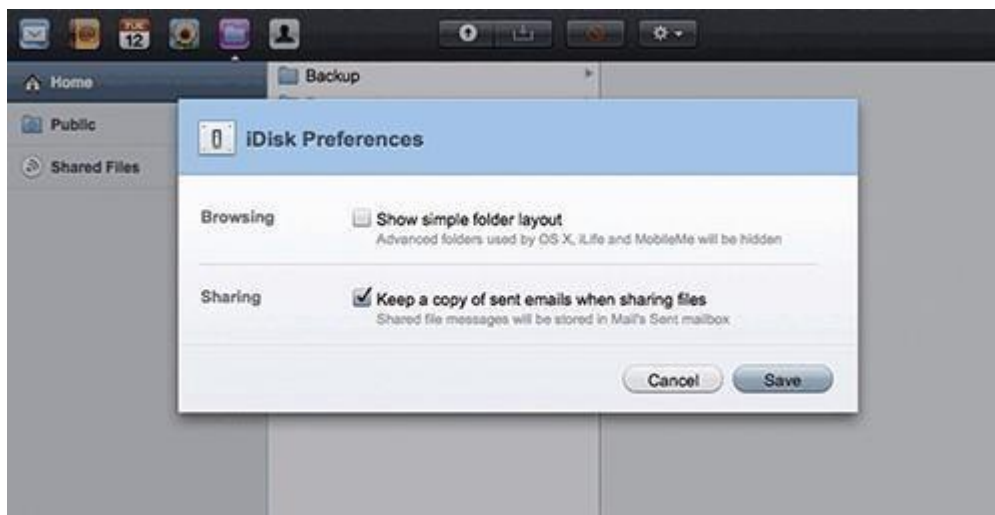 TUE
12
Home
Backup
Public
Shared Files
iDisk Preferences
Browsing
Show simple folder layout
Advanced folders used by OS X, iLife and MobileMe will be hidden
Sharing
Keep a copy of sent emails when sharing files
Shared file messages will be stored in Mail's Sent mailbox
Cancel
Save